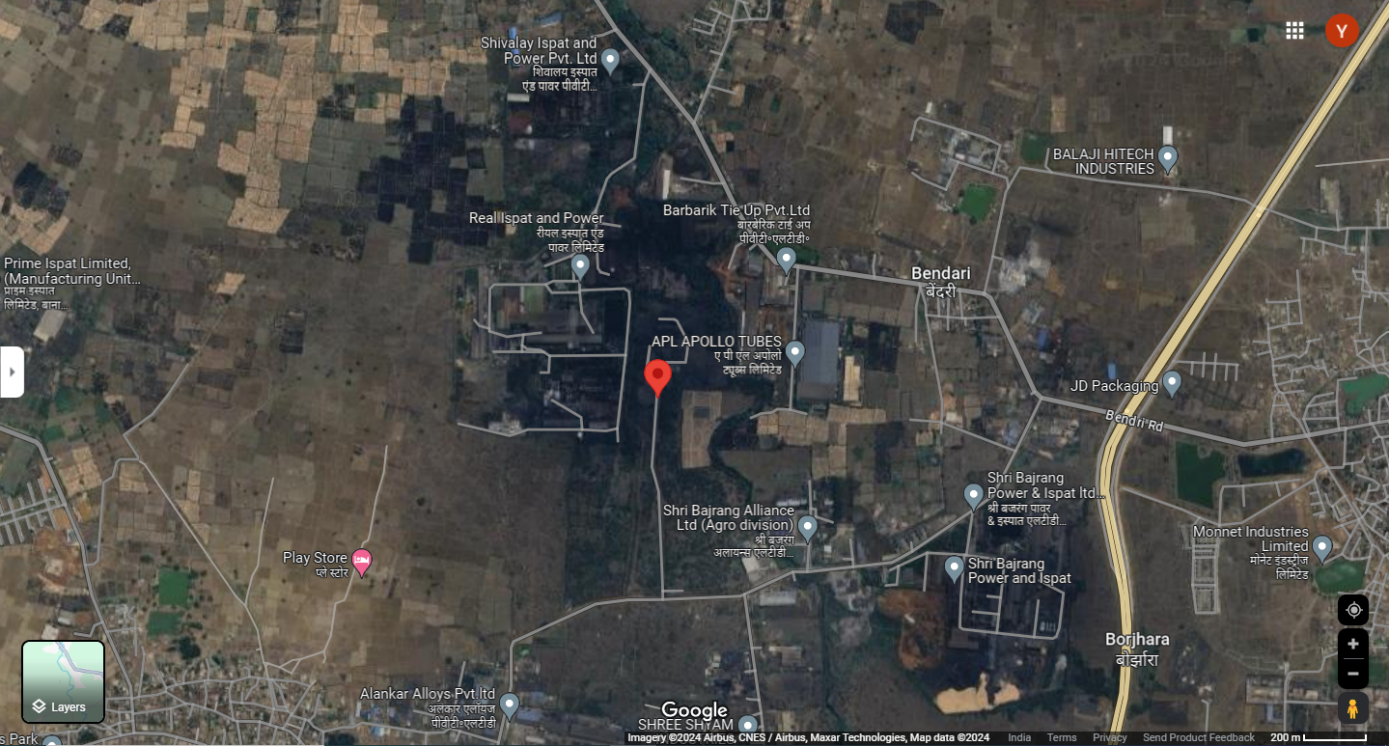 Shivalay Ispat and
Power Pvt. Ltd
शिवालय इस्पात
एंड पावर पीवीटी...
Y
BALAJI HITECH
INDUSTRIES
Real Ispat and Power
रीयल इस्पात एंड
पावर लिमिटेड
Barbarik Tie Up Pvt.Ltd
बारबेरिक टाई अप
पीवीटी॰एलटीडी॰
Prime Ispat Limited,
(Manufacturing Unit...
प्राइम इस्पात
लिमिटेड, बाना...
Bendari
बेंदरी
APL APOLLO TUBES
ए पी एल अपोलो
ट्यूब्स लिमिटेड
JD Packaging
Bendri Rd
Shri Bajrang
Power & Ispat ltd...
श्री बजरंग पावर
& इस्पात एलटीडी...
Shri Bajrang Alliance
Ltd (Agro division)
श्री बजरंग
अलायन्स एलटीडी...
Monnet Industries
Limited
मोनेट इंडस्ट्रीज
लिमिटेड
Play Store
प्ले स्टोर
Shri Bajrang
Power and Ispat
Borjhara
बोर्झारा
Layers
Alankar Alloys Pvt.ltd
अलंकार एलॉयज
पीवीटी॰एलटीडी
Google
SHREE SHYAM
s Park
Imagery ©2024 Airbus, CNES / Airbus, Maxar Technologies, Map data ©2024 India Terms Privacy Send Product Feedback 200 m